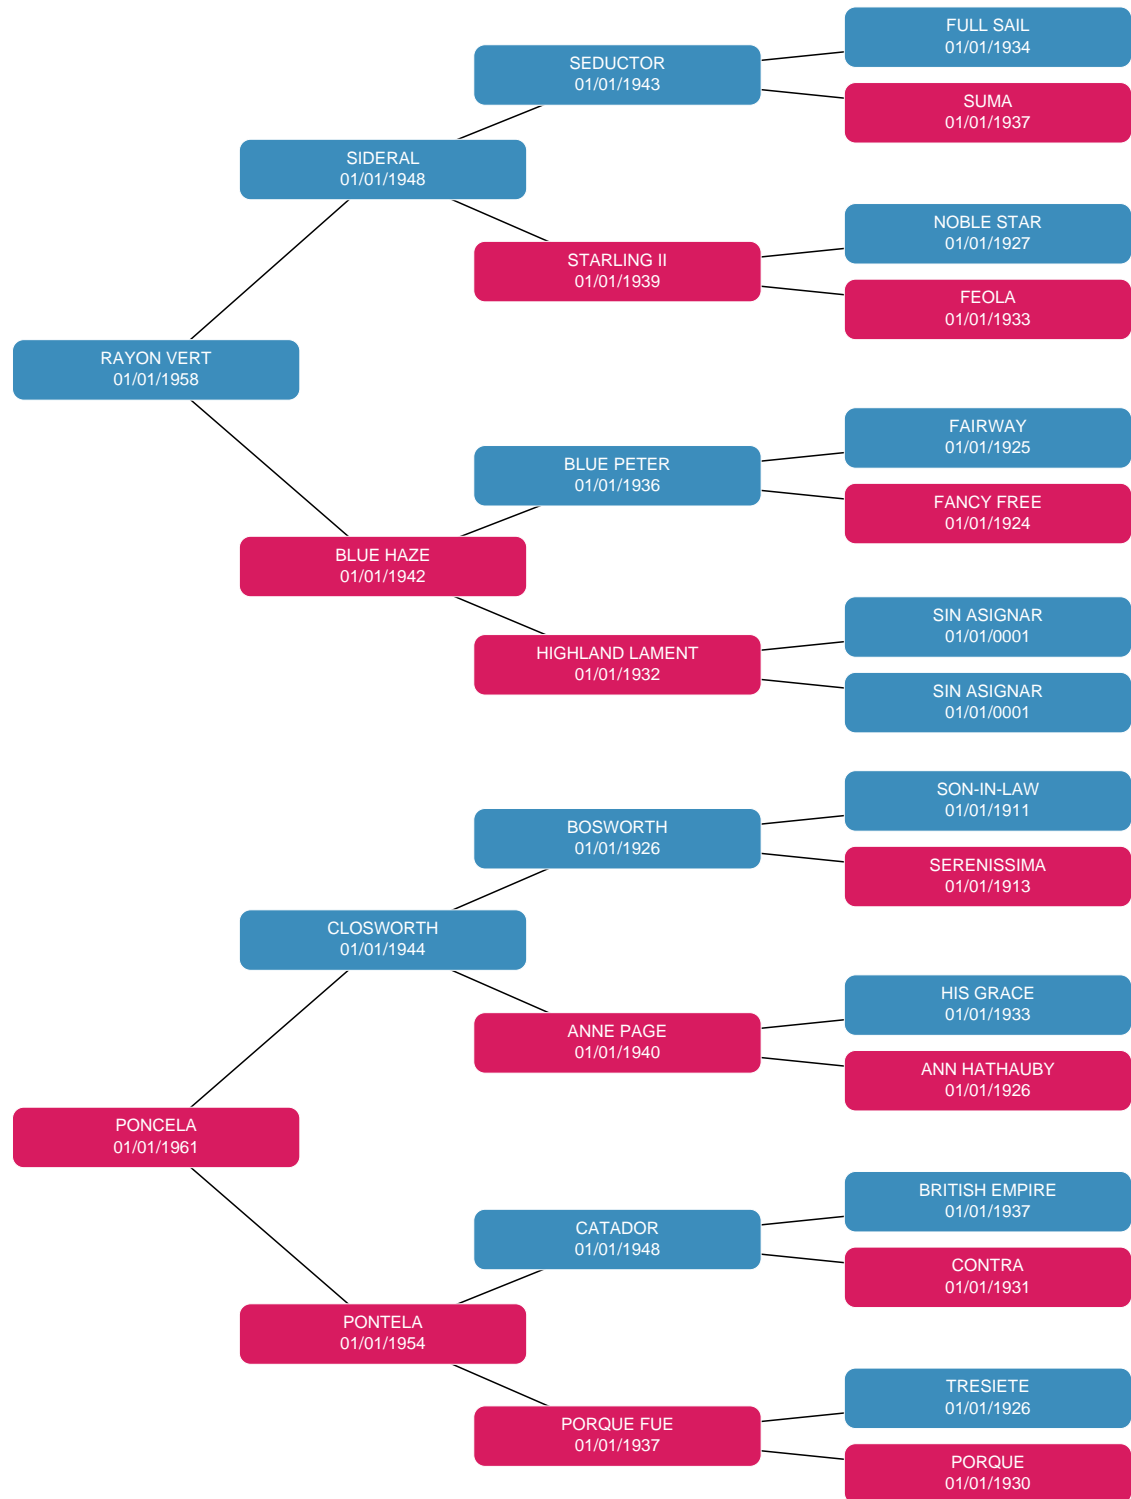 FULL SAIL
01/01/1934
SEDUCTOR
01/01/1943
SUMA
01/01/1937
SIDERAL
01/01/1948
NOBLE STAR
01/01/1927
STARLING II
01/01/1939
FEOLA
01/01/1933
RAYON VERT
01/01/1958
FAIRWAY
01/01/1925
BLUE PETER
01/01/1936
FANCY FREE
01/01/1924
BLUE HAZE
01/01/1942
SIN ASIGNAR
01/01/0001
HIGHLAND LAMENT
01/01/1932
SIN ASIGNAR
01/01/0001
SON-IN-LAW
01/01/1911
BOSWORTH
01/01/1926
SERENISSIMA
01/01/1913
CLOSWORTH
01/01/1944
HIS GRACE
01/01/1933
ANNE PAGE
01/01/1940
ANN HATHAUBY
01/01/1926
PONCELA
01/01/1961
BRITISH EMPIRE
01/01/1937
CATADOR
01/01/1948
CONTRA
01/01/1931
PONTELA
01/01/1954
TRESIETE
01/01/1926
PORQUE FUE
01/01/1937
PORQUE
01/01/1930